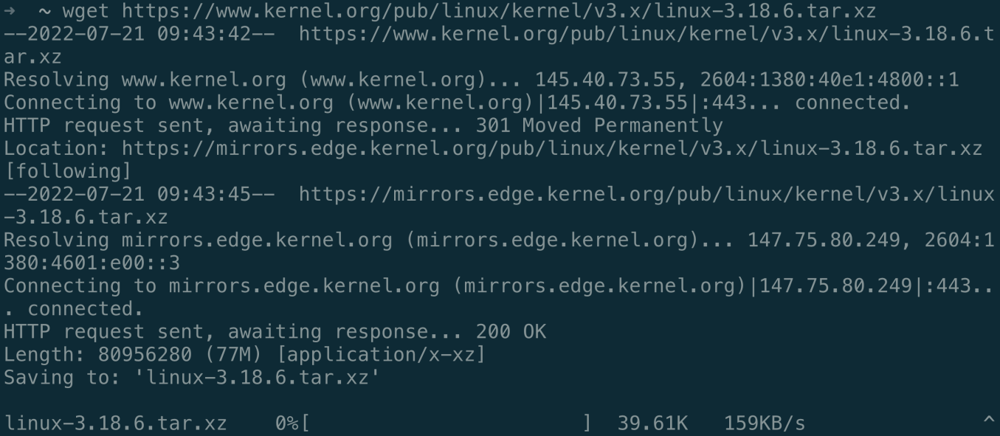 →  ~ wget https://www.kernel.org/pub/linux/kernel/v3.x/linux-3.18.6.tar.xz
--2022-07-21 09:43:42--  https://www.kernel.org/pub/linux/kernel/v3.x/linux-3.18.6.t
ar.xz
Resolving www.kernel.org (www.kernel.org)... 145.40.73.55, 2604:1380:40e1:4800::1
Connecting to www.kernel.org (www.kernel.org)|145.40.73.55|:443... connected.
HTTP request sent, awaiting response... 301 Moved Permanently
Location: https://mirrors.edge.kernel.org/pub/linux/kernel/v3.x/linux-3.18.6.tar.xz
[following]
--2022-07-21 09:43:45--  https://mirrors.edge.kernel.org/pub/linux/kernel/v3.x/linux
-3.18.6.tar.xz
Resolving mirrors.edge.kernel.org (mirrors.edge.kernel.org)... 147.75.80.249, 2604:1
380:4601:e00::3
Connecting to mirrors.edge.kernel.org (mirrors.edge.kernel.org)|147.75.80.249|:443..
. connected.
HTTP request sent, awaiting response... 200 OK
Length: 80956280 (77M) [application/x-xz]
Saving to: 'linux-3.18.6.tar.xz'
linux-3.18.6.tar.xz    0%[                       ]  39.61K   159KB/s               ^